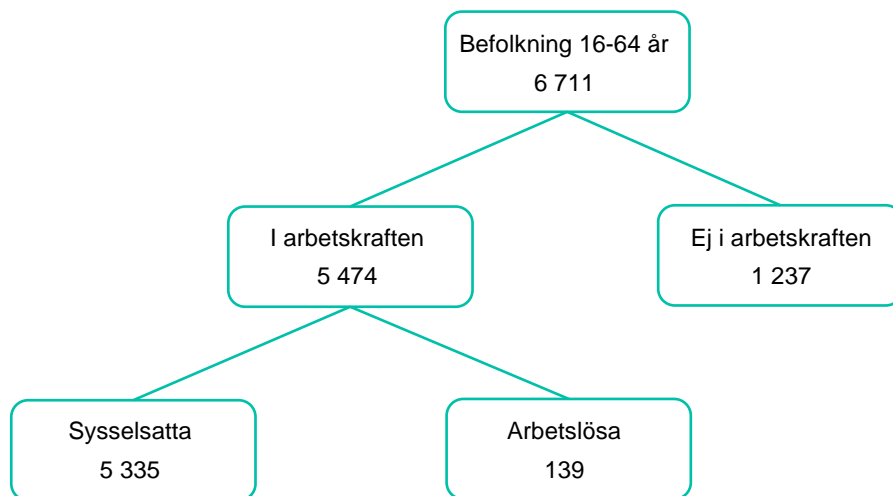 Befolkning 16-64 år
6 711
I arbetskraften
5 474
Ej i arbetskraften
1 237
Sysselsatta
5 335
Arbetslösa
139